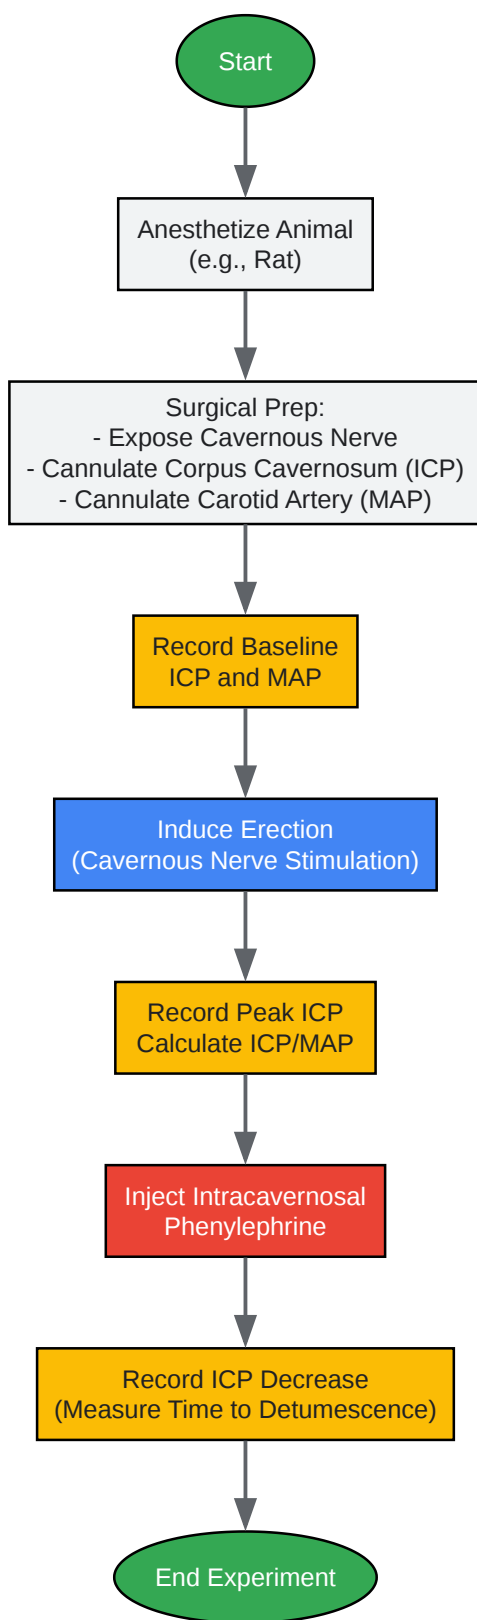 Start
Anesthetize Animal
(e.g., Rat)
Surgical Prep:
- Expose Cavernous Nerve
- Cannulate Corpus Cavernosum (ICP)
- Cannulate Carotid Artery (MAP)
Record Baseline
ICP and MAP
Induce Erection
(Cavernous Nerve Stimulation)
Record Peak ICP
Calculate ICP/MAP
Inject Intracavernosal
Phenylephrine
Record ICP Decrease
(Measure Time to Detumescence)
End Experiment